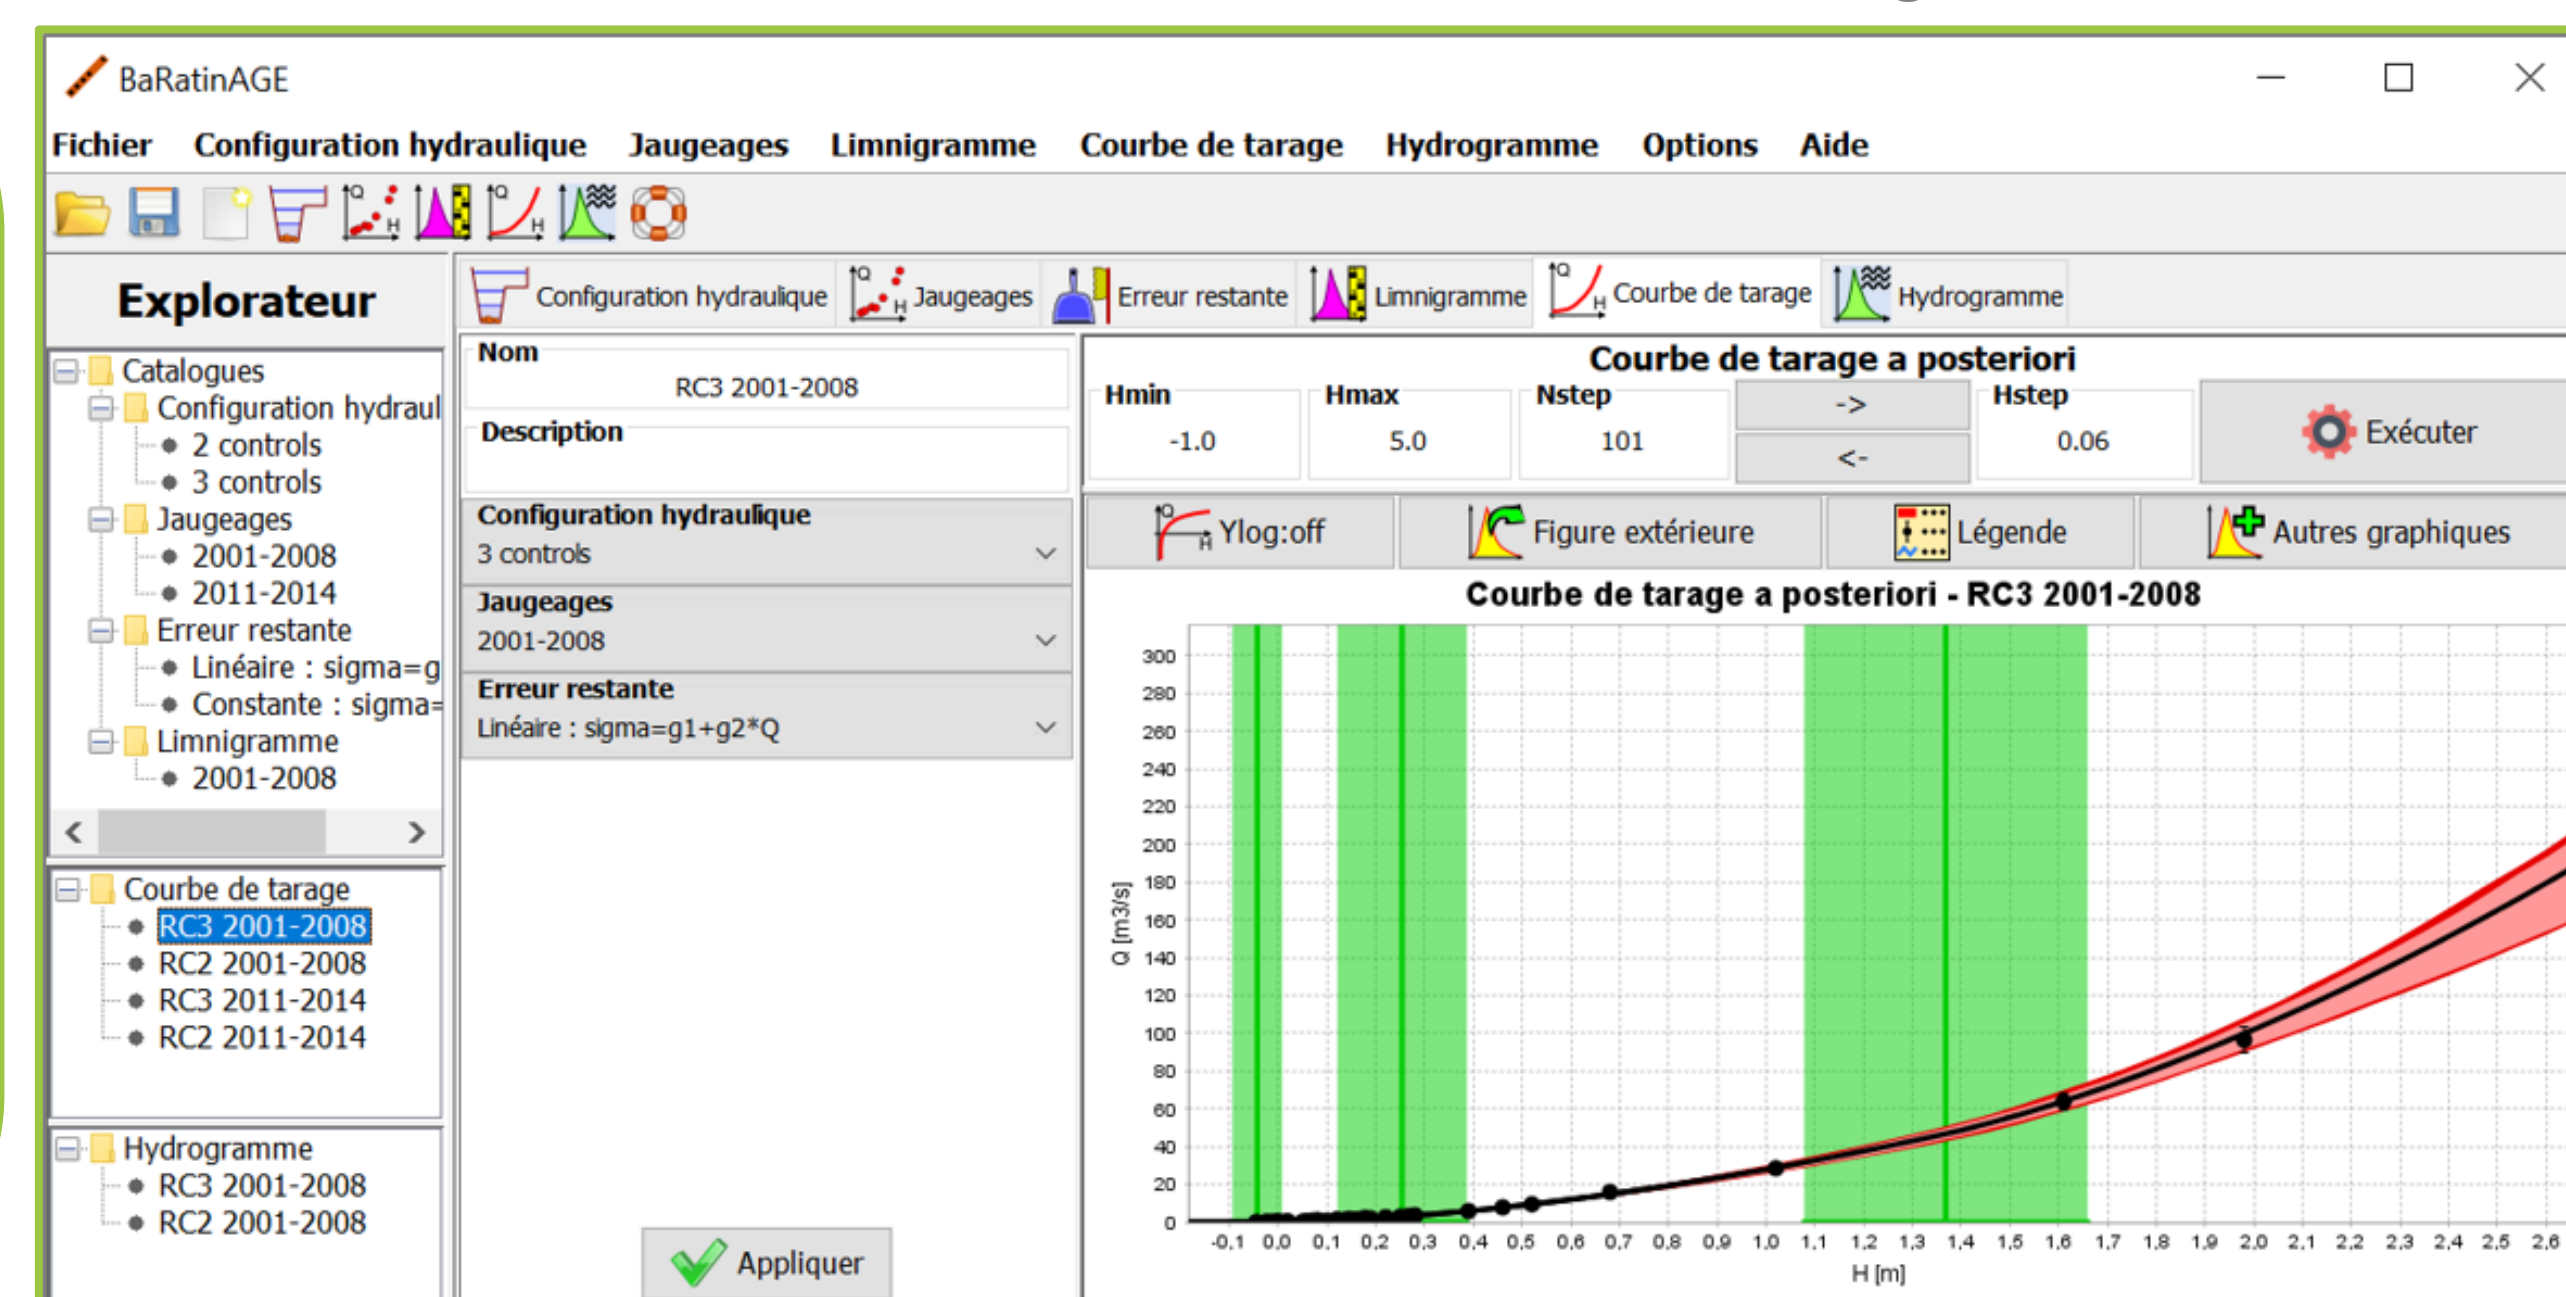 BaRatinAGE
Fichier Configuration hydraulique Jaugeages Limnigramme Courbe de tarage Hydrogramme Options Aide
Explorateur
Configuration hydraulique Jaugeages Erreur restante Limnigramme Courbe de tarage Hydrogramme
Catalogues
Configuration hydraul
2 controls
3 controls
Jaugeages
2001-2008
2011-2014
Erreur restante
Linéaire : sigma=g
Constante : sigma=
Limnigramme
2001-2008
Courbe de tarage
RC3 2001-2008
RC2 2001-2008
RC3 2011-2014
RC2 2011-2014
Hydrogramme
RC3 2001-2008
RC2 2001-2008
Nom
RC3 2001-2008
Description
Configuration hydraulique
3 controls
Jaugeages
2001-2008
Erreur restante
Linéaire : sigma=g1+g2*Q
Appliquer
Courbe de tarage a posteriori
Hmin Hmax Nstep -> Hstep
-1.0 5.0 101 <- 0.06 Exécuter
Ylog:off Figure extérieure Légende Autres graphiques
Courbe de tarage a posteriori - RC3 2001-2008
300
280
260
240
220
200
180
160
140
120
100
80
60
40
20
0
Q [m3/s]
-0,1 0,0 0,1 0,2 0,3 0,4 0,5 0,6 0,7 0,8 0,9 1,0 1,1 1,2 1,3 1,4 1,5 1,6 1,7 1,8 1,9 2,0 2,1 2,2 2,3 2,4 2,5 2,6
H [m]